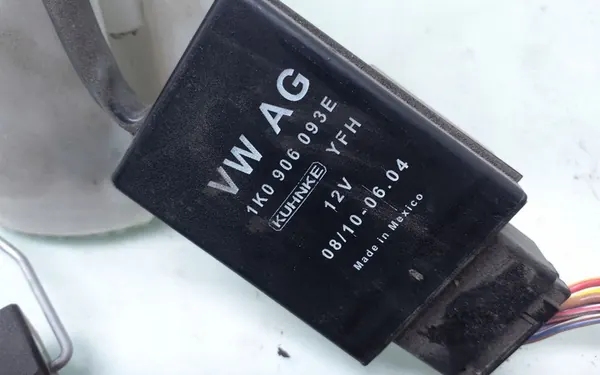 VW AG
1K0 906 093E
KUHNKE YFH
12V
08/10-06.04
Made in Mexico